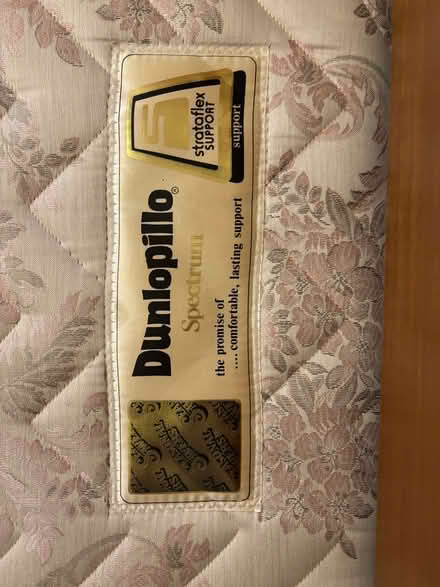 Dunlopillo®
Spectrum
the promise of
.... comfortable, lasting support
S
strataflex
SUPPORT
support